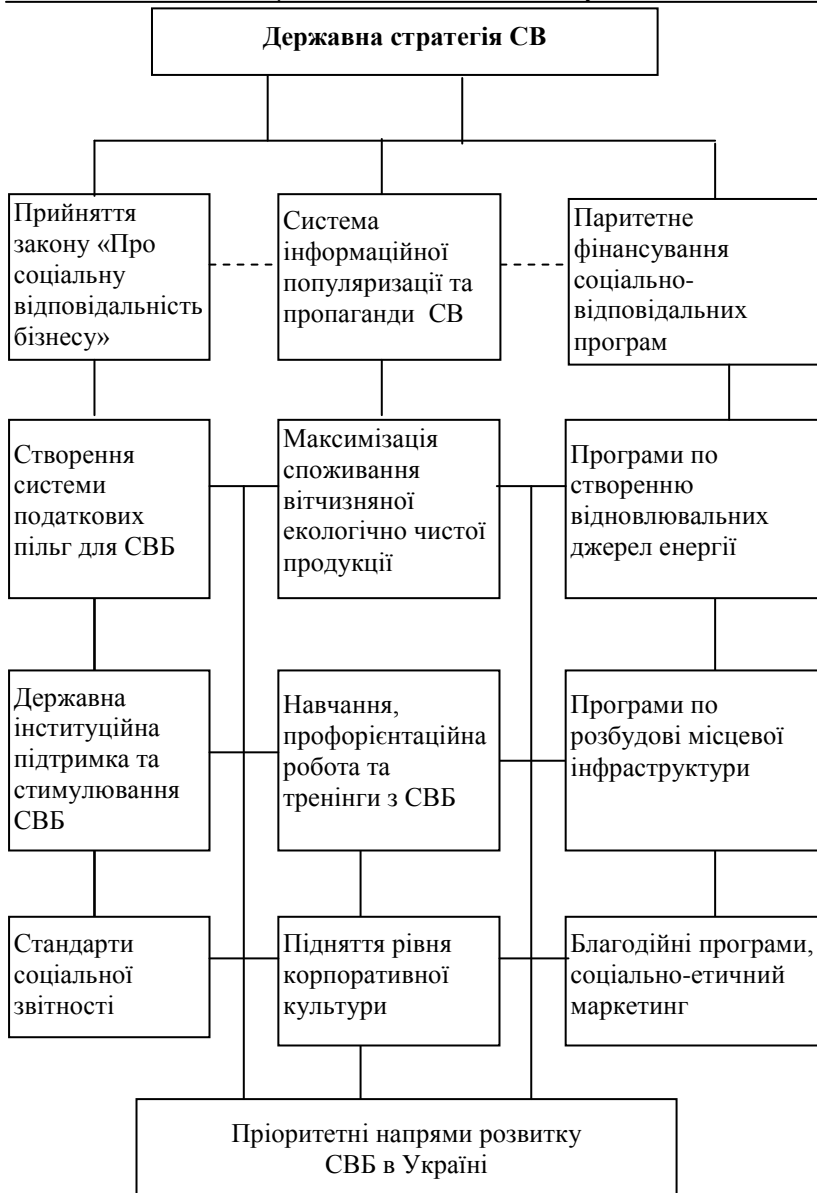 Державна стратегія СВ
Прийняття
закону «Про
соціальну
відповідальність
бізнесу»
Система
інформаційної
популяризації та
пропаганди СВ
Паритетне
фінансування
соціально-
відповідальних
програм
Створення
системи
податкових
пільг для СВБ
Максимізація
споживання
вітчизняної
екологічно чистої
продукції
Програми по
створенню
відновлювальних
джерел енергії
Державна
інституційна
підтримка та
стимулювання
СВБ
Навчання,
профорієнтаційна
робота та
тренінги з СВБ
Програми по
розбудові місцевої
інфраструктури
Стандарти
соціальної
звітності
Підняття рівня
корпоративної
культури
Благодійні програми,
соціально-етичний
маркетинг
Пріоритетні напрями розвитку
СВБ в Україні